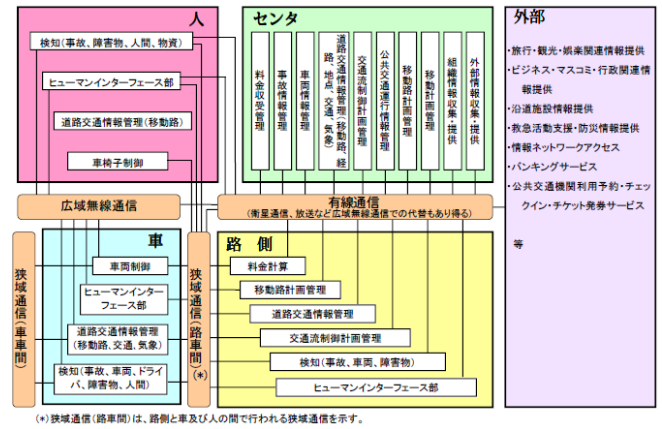 人
検知(事故、障害物、人間、物資)
ヒューマンインターフェース部
道路交通情報管理(移動路)
車椅子制御
センタ
料金収受管理
事故情報管理
車両情報管理
道路交通情報管理(移動路、経
路、地点、交通、気象)
交通流制御計画管理
公共交通運行情報管理
移動路計画管理
移動計画管理
組織情報収集・提供
外部情報収集・提供
外部
・旅行・観光・娯楽関連情報提供
・ビジネス・マスコミ・行政関連情
報提供
・沿道施設情報提供
・救急活動支援・防災情報提供
・情報ネットワークアクセス
・バンキングサービス
・公共交通機関利用予約・チェッ
クイン・チケット発券サービス
等
広域無線通信
有線通信
(衛星通信、放送など広域無線通信での代替もあり得る)
狭域通信(車車間)
車
車両制御
ヒューマンインター
フェース部
道路交通情報管理
(移動路、交通、気象)
検知(事故、車両、ドライ
バ、障害物、人間)
狭域通信(路車間)(*)
路側
料金計算
移動路計画管理
道路交通情報管理
交通流制御計画管理
検知(事故、車両、障害物)
ヒューマンインターフェース部
(*)狭域通信(路車間)は、路側と車及び人の間で行われる狭域通信を示す。